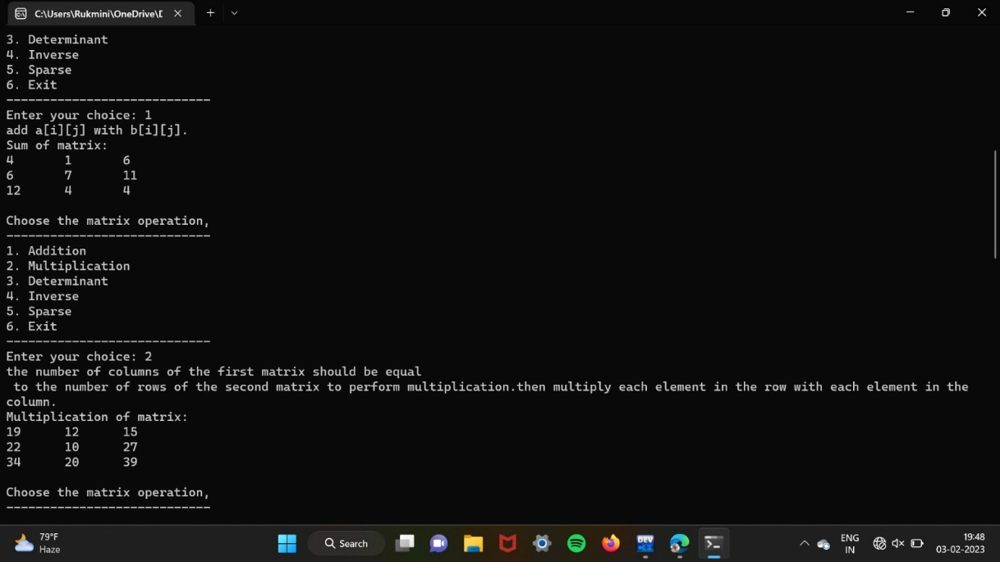 C:\Users\Rukmini\OneDrive\[
3. Determinant
4. Inverse
5. Sparse
6. Exit
----------------------------
Enter your choice: 1
add a[i][j] with b[i][j].
Sum of matrix:
4 1 6
6 7 11
12 4 4
Choose the matrix operation,
----------------------------
1. Addition
2. Multiplication
3. Determinant
4. Inverse
5. Sparse
6. Exit
----------------------------
Enter your choice: 2
the number of columns of the first matrix should be equal
 to the number of rows of the second matrix to perform multiplication.then multiply each element in the row with each element in the
column.
Multiplication of matrix:
19 12 15
22 10 27
34 20 39
Choose the matrix operation,
----------------------------
79°F
Haze
Search
DEV
ENG
IN
19:48
03-02-2023